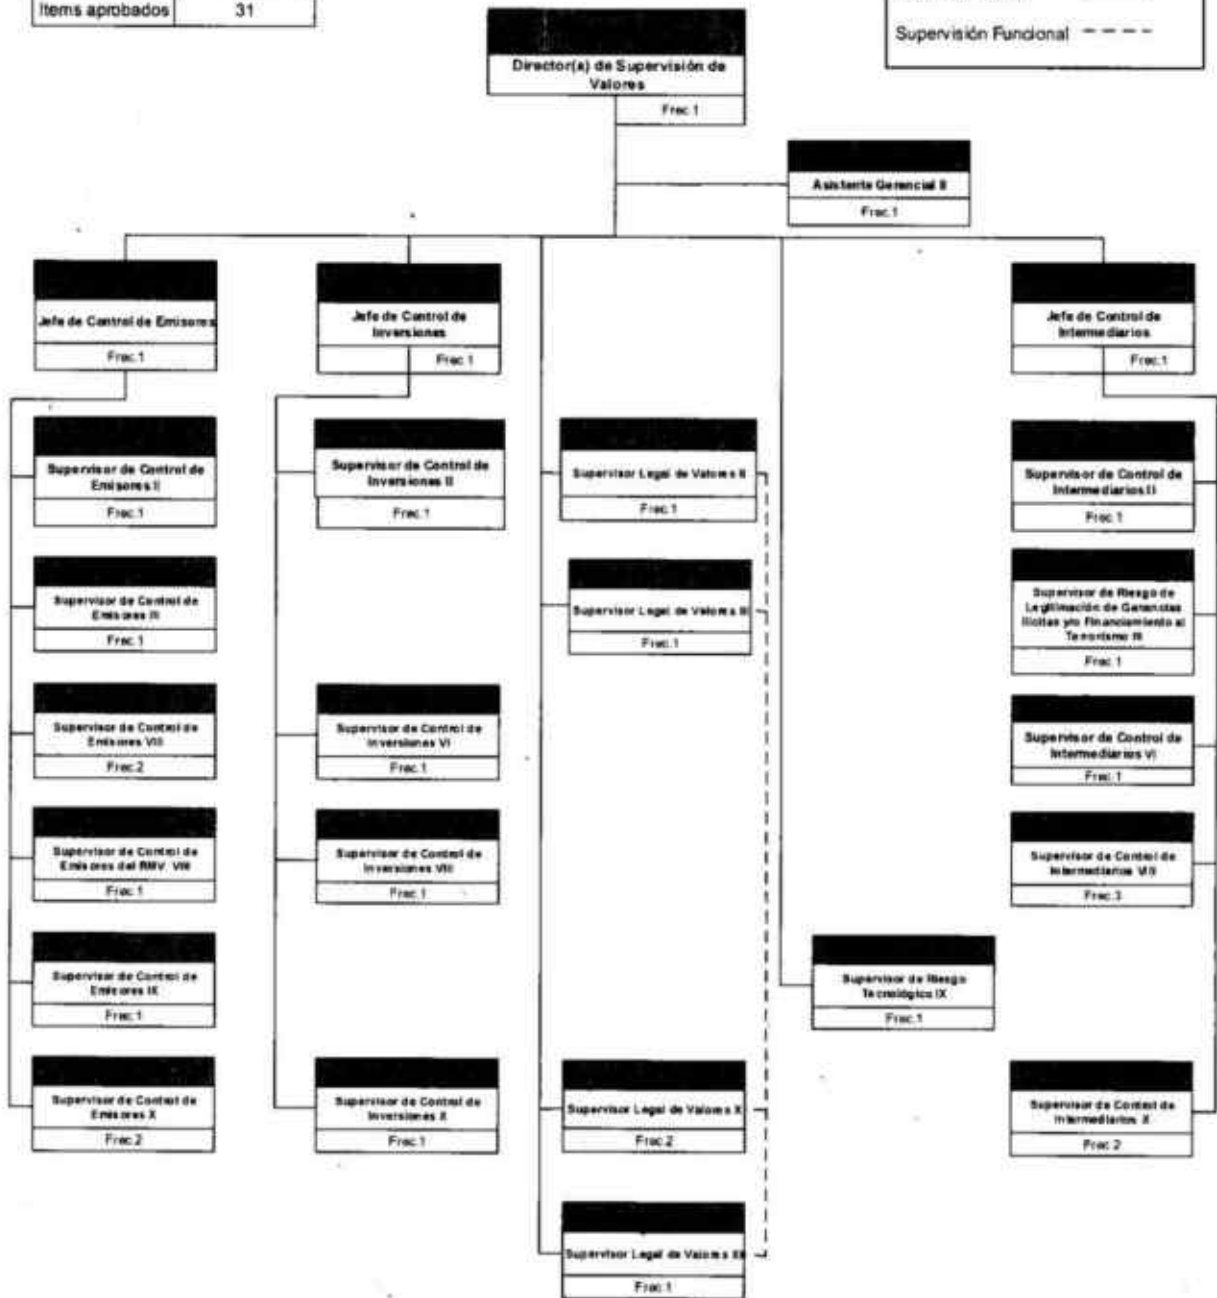 Items aprobados 31
Supervisión Funcional
Director(a) de Supervisión de
Valores
Frec.1
Asistente Gerencial II
Frec.1
Jefe de Control de Emisores
Frec.1
Jefe de Control de
Inversiones
Frec.1
Jefe de Control de
Intermediarios
Frec.1
Supervisor de Control de
Emisores II
Frec.1
Supervisor de Control de
Inversiones II
Frec.1
Supervisor Legal de Valores II
Frec.1
Supervisor de Control de
Intermediarios II
Frec.1
Supervisor de Control de
Emisores III
Frec.1
Supervisor Legal de Valores III
Frec.1
Supervisor de Riesgo de
Legitimación de Ganancias
Ilícitas y/o Financiamiento al
Terrorismo III
Frec.1
Supervisor de Control de
Emisores VIII
Frec.2
Supervisor de Control de
Inversiones VI
Frec.1
Supervisor de Control de
Intermediarios VI
Frec.1
Supervisor de Control de
Emisores del RMV. VIII
Frec.1
Supervisor de Control de
Inversiones VIII
Frec.1
Supervisor de Control de
Intermediarios VIII
Frec.3
Supervisor de Control de
Emisores IX
Frec.1
Supervisor de Riesgo
Tecnológico IX
Frec.1
Supervisor de Control de
Emisores X
Frec.2
Supervisor de Control de
Inversiones X
Frec.1
Supervisor Legal de Valores X
Frec.2
Supervisor de Control de
Intermediarios X
Frec.2
Supervisor Legal de Valores
Frec.1